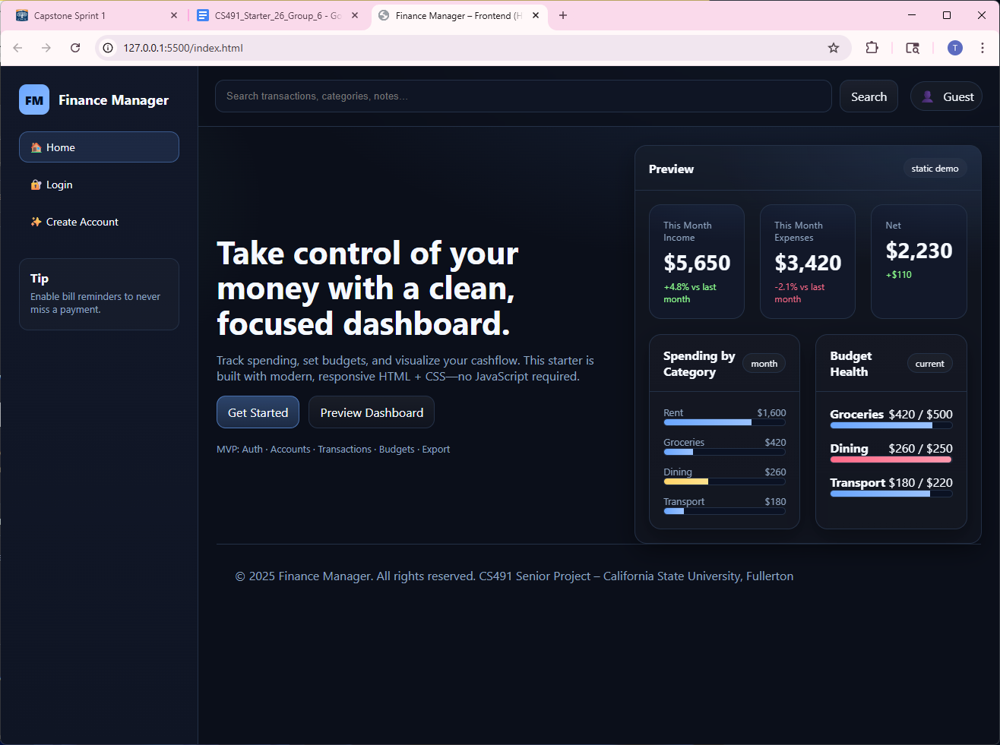 Capstone Sprint 1
CS491_Starter_26_Group_6 - Go
Finance Manager – Frontend (H
127.0.0.1:5500/index.html
T
FM
Finance Manager
Home
Login
Create Account
Tip
Enable bill reminders to never
miss a payment.
Search transactions, categories, notes…
Search
Guest
Take control of your
money with a clean,
focused dashboard.
Track spending, set budgets, and visualize your cashflow. This starter is
built with modern, responsive HTML + CSS—no JavaScript required.
Get Started
Preview Dashboard
MVP: Auth · Accounts · Transactions · Budgets · Export
Preview
static demo
This Month
Income
$5,650
+4.8% vs last
month
This Month
Expenses
$3,420
-2.1% vs last
month
Net
$2,230
+$110
Spending by
Category
month
Rent $1,600
Groceries $420
Dining $260
Transport $180
Budget
Health
current
Groceries $420 / $500
Dining $260 / $250
Transport $180 / $220
© 2025 Finance Manager. All rights reserved. CS491 Senior Project – California State University, Fullerton